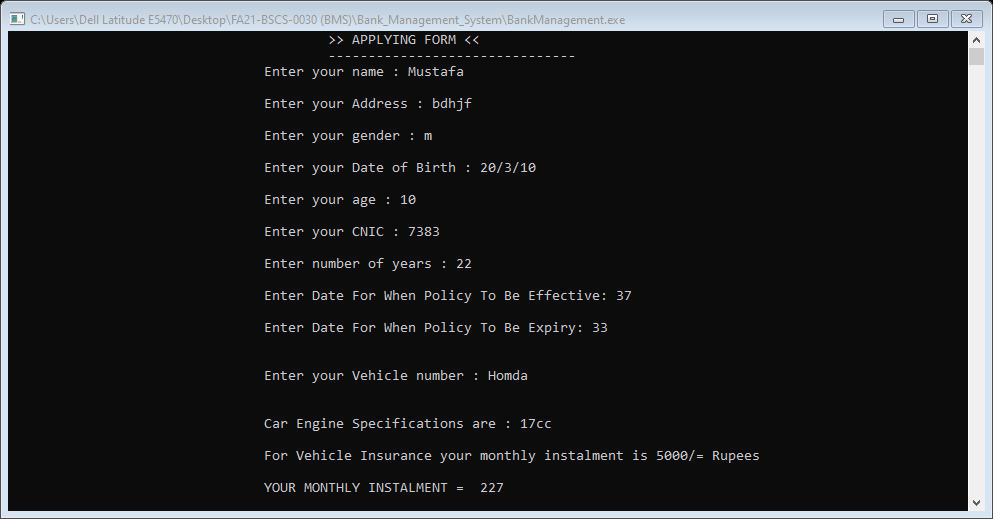 C:\Users\Dell Latitude E5470\Desktop\FA21-BSCS-0030 (BMS)\Bank_Management_System\BankManagement.exe
>> APPLYING FORM <<
-------------------------------
Enter your name : Mustafa
Enter your Address : bdhjf
Enter your gender : m
Enter your Date of Birth : 20/3/10
Enter your age : 10
Enter your CNIC : 7383
Enter number of years : 22
Enter Date For When Policy To Be Effective: 37
Enter Date For When Policy To Be Expiry: 33
Enter your Vehicle number : Homda
Car Engine Specifications are : 17cc
For Vehicle Insurance your monthly instalment is 5000/= Rupees
YOUR MONTHLY INSTALMENT =  227